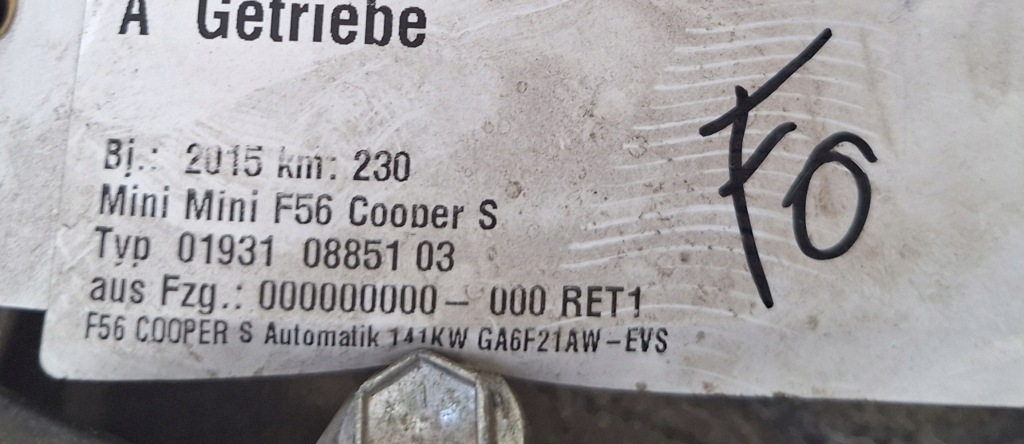 A Getriebe
Bj.: 2015 km: 230
Mini Mini F56 Cooper S
Typ 01931 08851 03
aus Fzg.: 000000000 - 000 RET1
F56 COOPER S Automatik 141KW GA6F21AW-EVS
F6